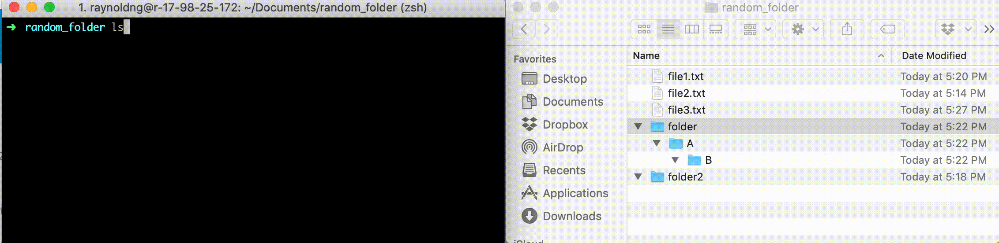 1. raynoldng@r-17-98-25-172: ~/Documents/random_folder (zsh)
➜ random_folder ls
random_folder
Favorites
Desktop
Documents
Dropbox
AirDrop
Recents
Applications
Downloads
iCloud
Name Date Modified
file1.txt Today at 5:20 PM
file2.txt Today at 5:14 PM
file3.txt Today at 5:27 PM
folder Today at 5:22 PM
A Today at 5:22 PM
B Today at 5:22 PM
folder2 Today at 5:18 PM